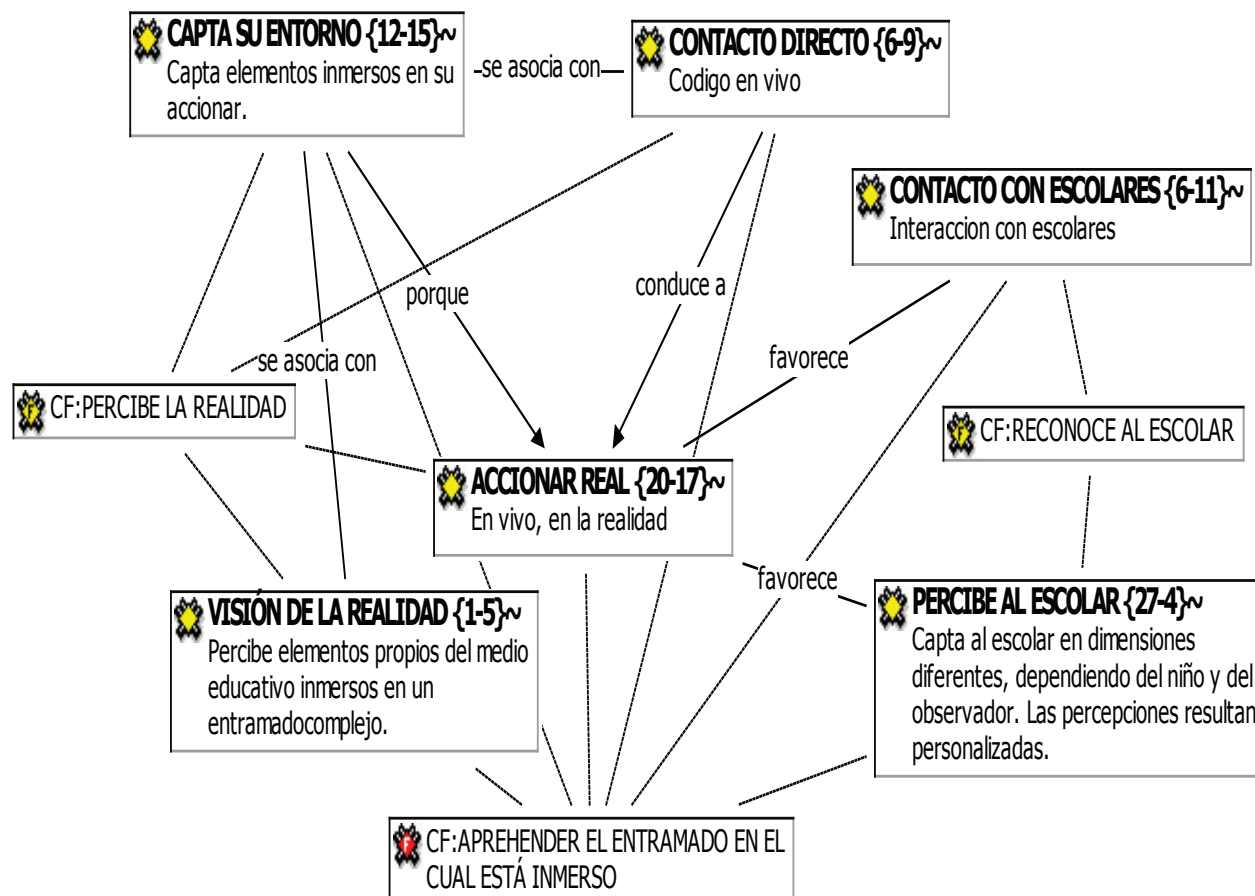 CAPTA SU ENTORNO {12-15}~
Capta elementos inmersos en su
accionar.
se asocia con
CONTACTO DIRECTO {6-9}~
Codigo en vivo
CONTACTO CON ESCOLARES {6-11}~
Interaccion con escolares
porque
conduce a
favorece
se asocia con
CF:PERCIBE LA REALIDAD
CF:RECONOCE AL ESCOLAR
ACCIONAR REAL {20-17}~
En vivo, en la realidad
favorece
VISIÓN DE LA REALIDAD {1-5}~
Percibe elementos propios del medio
educativo inmersos en un
entramadocomplejo.
PERCIBE AL ESCOLAR {27-4}~
Capta al escolar en dimensiones
diferentes, dependiendo del niño y del
observador. Las percepciones resultan
personalizadas.
CF:APREHENDER EL ENTRAMADO EN EL
CUAL ESTÁ INMERSO